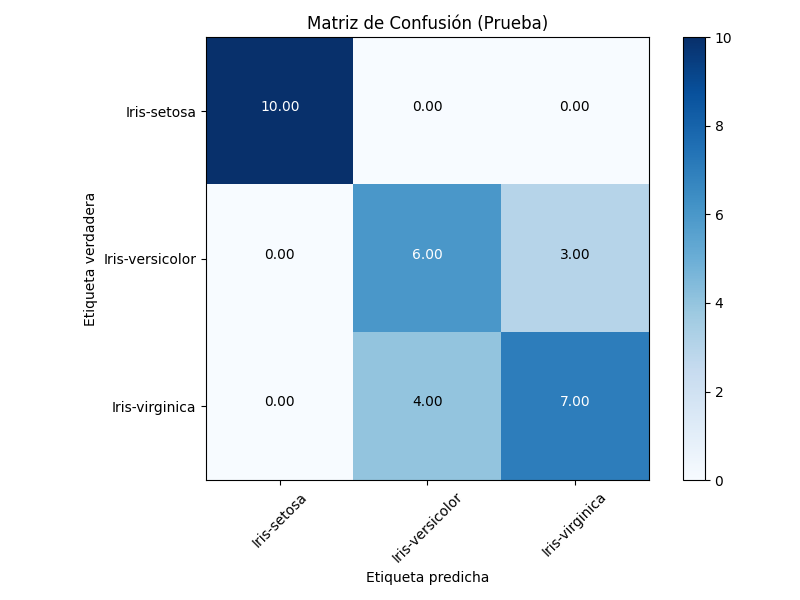 Matriz de Confusión (Prueba)
Etiqueta verdadera
Iris-setosa
10.00
0.00
0.00
Iris-versicolor
0.00
6.00
3.00
Iris-virginica
0.00
4.00
7.00
Iris-setosa
Iris-versicolor
Iris-virginica
Etiqueta predicha
10
8
6
4
2
0